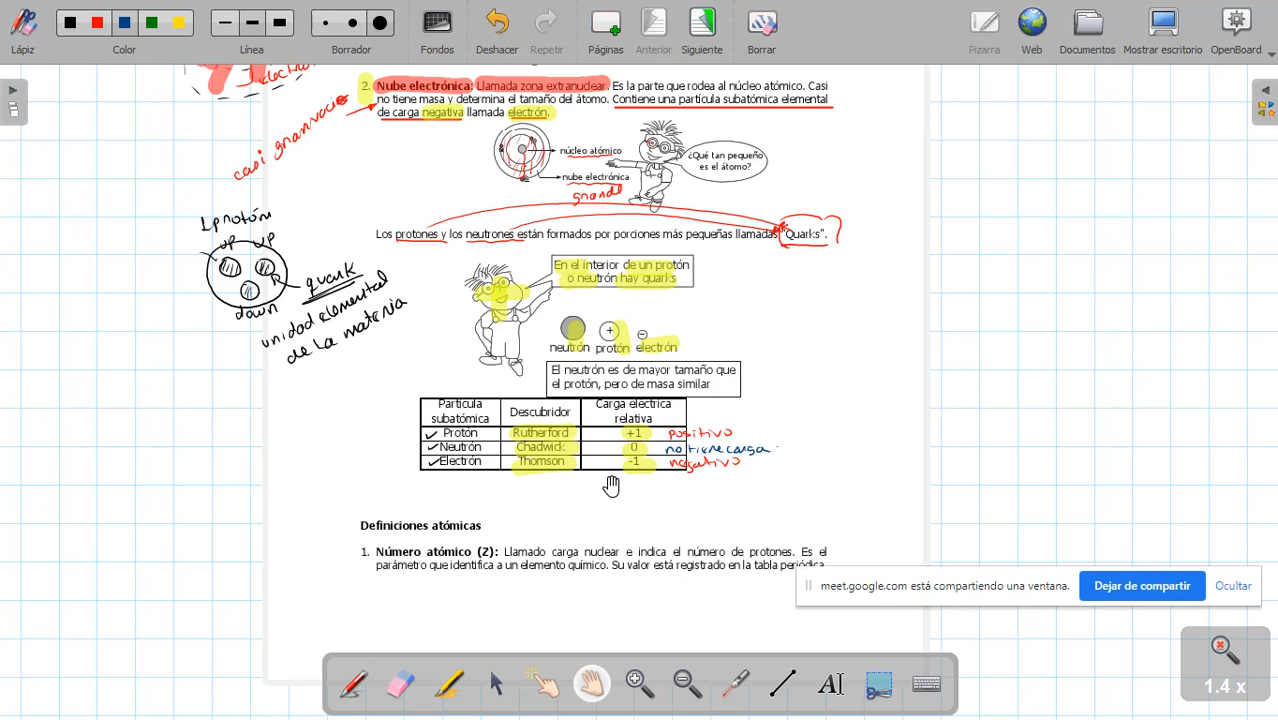 Lápiz
Color
Línea
Borrador
Fondos
Deshacer
Repetir
Páginas
Anterior
Siguiente
Borrar
Pizarra
Web
Documentos
Mostrar escritorio
OpenBoard
2. Nube electrónica: Llamada zona extranuclear. Es la parte que rodea al núcleo atómico. Casi
no tiene masa y determina el tamaño del átomo. Contiene una partícula subatómica elemental
de carga negativa llamada electrón.
casi gran vacio
núcleo atómico
nube electrónica
grande
¿Qué tan pequeño
es el átomo?
Los protones y los neutrones están formados por porciones más pequeñas llamadas "Quarks".
1 protón
up up
down
quark
unidad elemental
de la materia
En el interior de un protón
o neutrón hay quarks
+
−
neutrón protón electrón
El neutrón es de mayor tamaño que
el protón, pero de masa similar
Partícula
subatómica
Descubridor
Carga eléctrica
relativa
Protón Rutherford +1 positivo
Neutrón Chadwick 0 no tiene carga
Electrón Thomson -1 negativo
Definiciones atómicas
1. Número atómico (Z): Llamado carga nuclear e indica el número de protones. Es el
parámetro que identifica a un elemento químico. Su valor está registrado en la tabla periódica.
meet.google.com está compartiendo una ventana.
Dejar de compartir
Ocultar
1.4 x